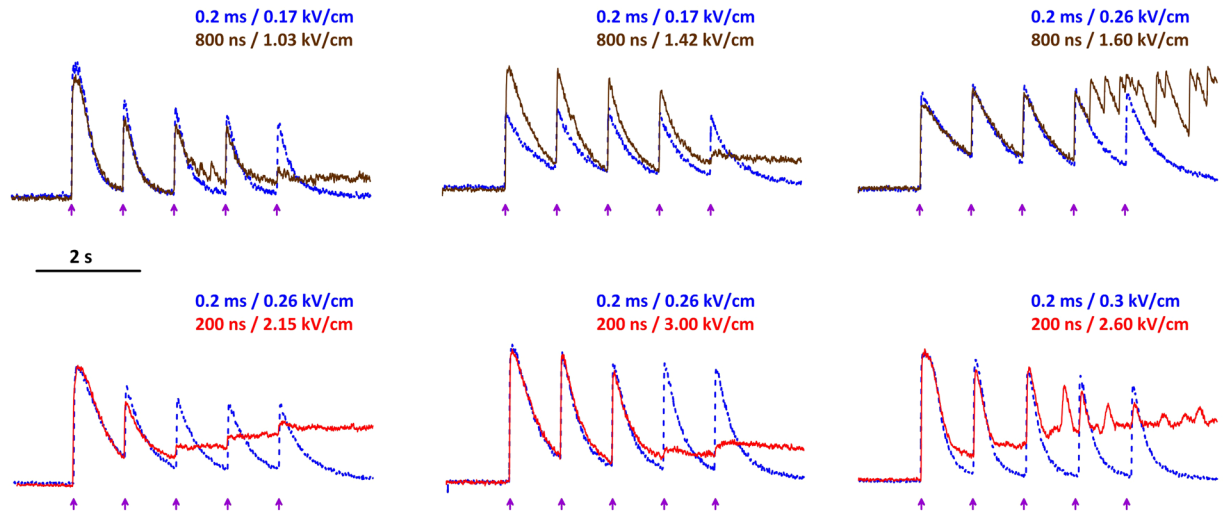 0.2 ms / 0.17 kV/cm
800 ns / 1.03 kV/cm
0.2 ms / 0.17 kV/cm
800 ns / 1.42 kV/cm
0.2 ms / 0.26 kV/cm
800 ns / 1.60 kV/cm
2 s
0.2 ms / 0.26 kV/cm
200 ns / 2.15 kV/cm
0.2 ms / 0.26 kV/cm
200 ns / 3.00 kV/cm
0.2 ms / 0.3 kV/cm
200 ns / 2.60 kV/cm